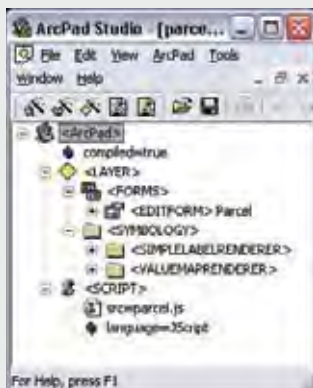 ArcPad Studio - [parce...
File Edit View ArcPad Tools
Window Help
<ArcPad>
compiled=true
<LAYER>
<FORMS>
<EDITFORM> Parcel
<SYMBOLOGY>
<SIMPLELABELRENDERER>
<VALUEMAPRENDERER>
<SCRIPT>
src=parcel.js
language=JScript
For Help, press F1